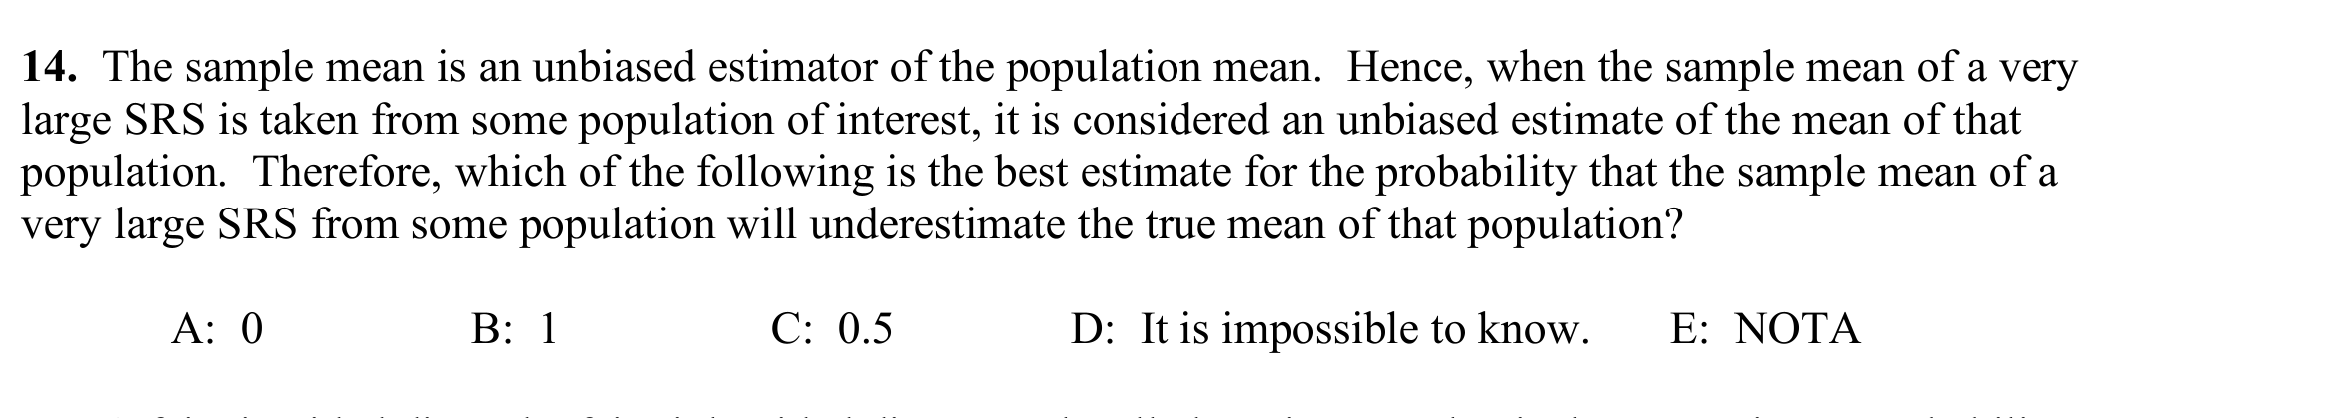 14. The sample mean is an unbiased estimator of the population mean. Hence, when the sample mean of a very
large SRS is taken from some population of interest, it is considered an unbiased estimate of the mean of that
population. Therefore, which of the following is the best estimate for the probability that the sample mean of a
very large SRS from some population will underestimate the true mean of that population?
A: 0 B: 1 C: 0.5 D: It is impossible to know. E: NOTA